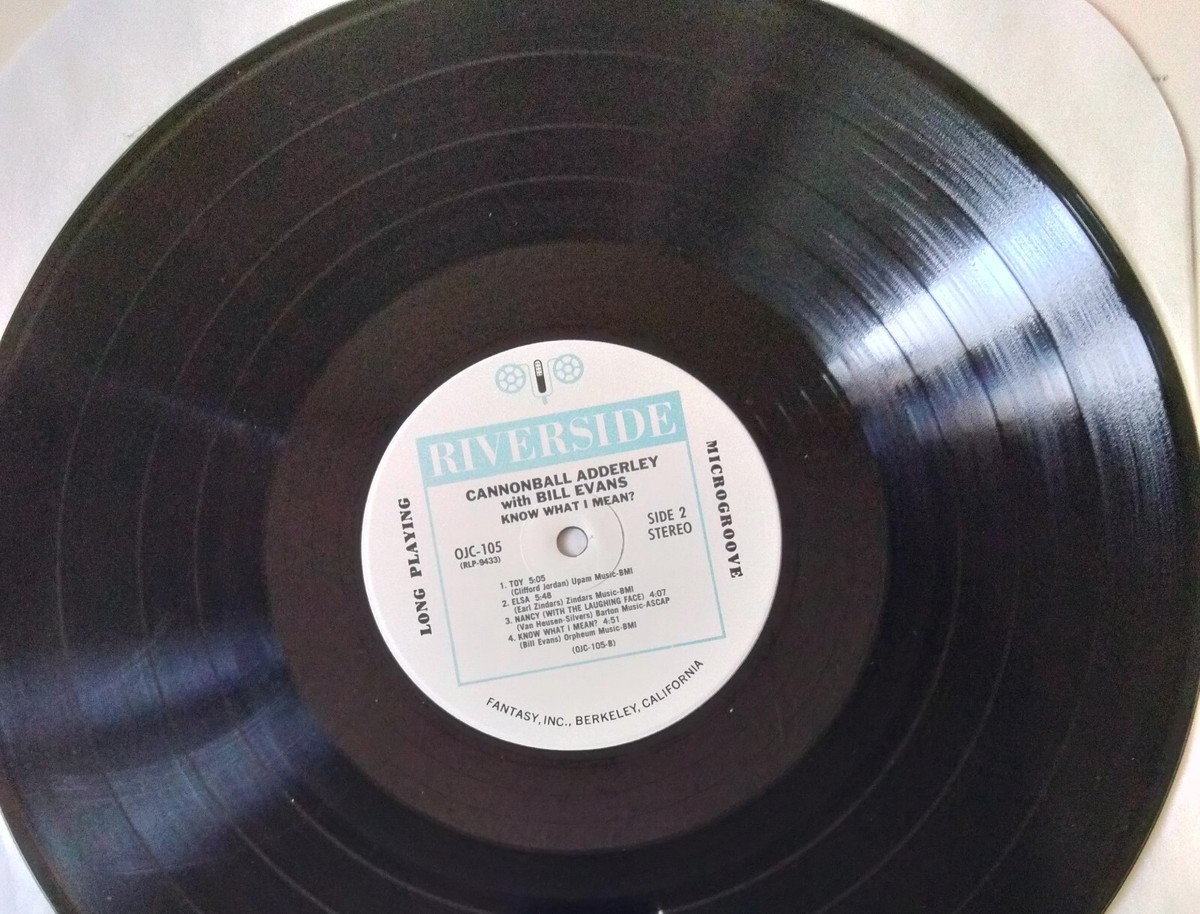 RIVERSIDE
CANNONBALL ADDERLEY
with BILL EVANS
KNOW WHAT I MEAN?
LONG PLAYING
MICROGROOVE
OJC-105
(RLP-9433)
SIDE 2
STEREO
1. TOY 5:05
(Clifford Jordan) Upam Music-BMI
2. ELSA 5:48
(Earl Zindars) Zindars Music-BMI
3. NANCY (WITH THE LAUGHING FACE) 4:07
(Van Heusen-Silvers) Barton Music-ASCAP
4. KNOW WHAT I MEAN? 4:51
(Bill Evans) Orpheum Music-BMI
(OJC-105-B)
FANTASY, INC., BERKELEY, CALIFORNIA